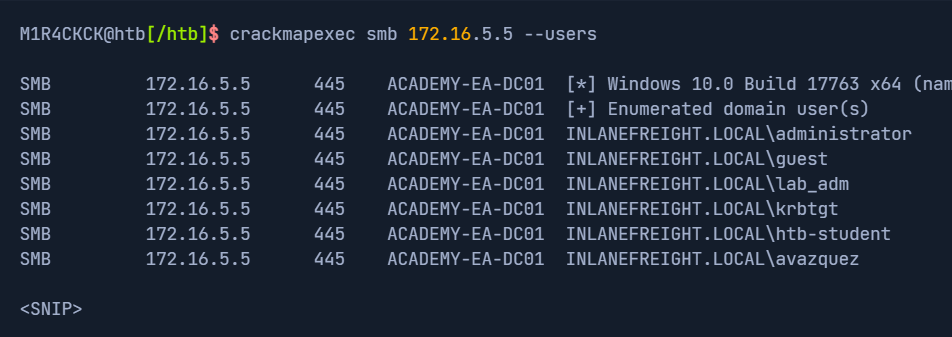 M1R4CKCK@htb[/htb]$ crackmapexec smb 172.16.5.5 --users
SMB 172.16.5.5 445 ACADEMY-EA-DC01 [*] Windows 10.0 Build 17763 x64 (nam
SMB 172.16.5.5 445 ACADEMY-EA-DC01 [+] Enumerated domain user(s)
SMB 172.16.5.5 445 ACADEMY-EA-DC01 INLANEFREIGHT.LOCAL\administrator
SMB 172.16.5.5 445 ACADEMY-EA-DC01 INLANEFREIGHT.LOCAL\guest
SMB 172.16.5.5 445 ACADEMY-EA-DC01 INLANEFREIGHT.LOCAL\lab_adm
SMB 172.16.5.5 445 ACADEMY-EA-DC01 INLANEFREIGHT.LOCAL\krbtgt
SMB 172.16.5.5 445 ACADEMY-EA-DC01 INLANEFREIGHT.LOCAL\htb-student
SMB 172.16.5.5 445 ACADEMY-EA-DC01 INLANEFREIGHT.LOCAL\avazquez
<SNIP>